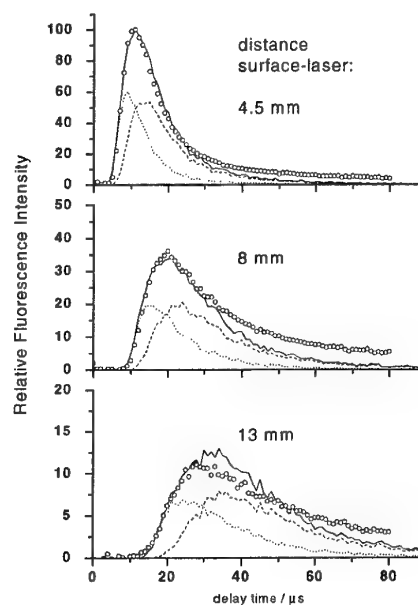 distance
surface-laser:
4.5 mm
100
80
60
40
20
0
8 mm
50
40
30
20
10
0
13 mm
20
15
10
5
0
0 20 40 60 80
Relative Fluorescence Intensity
delay time / µs